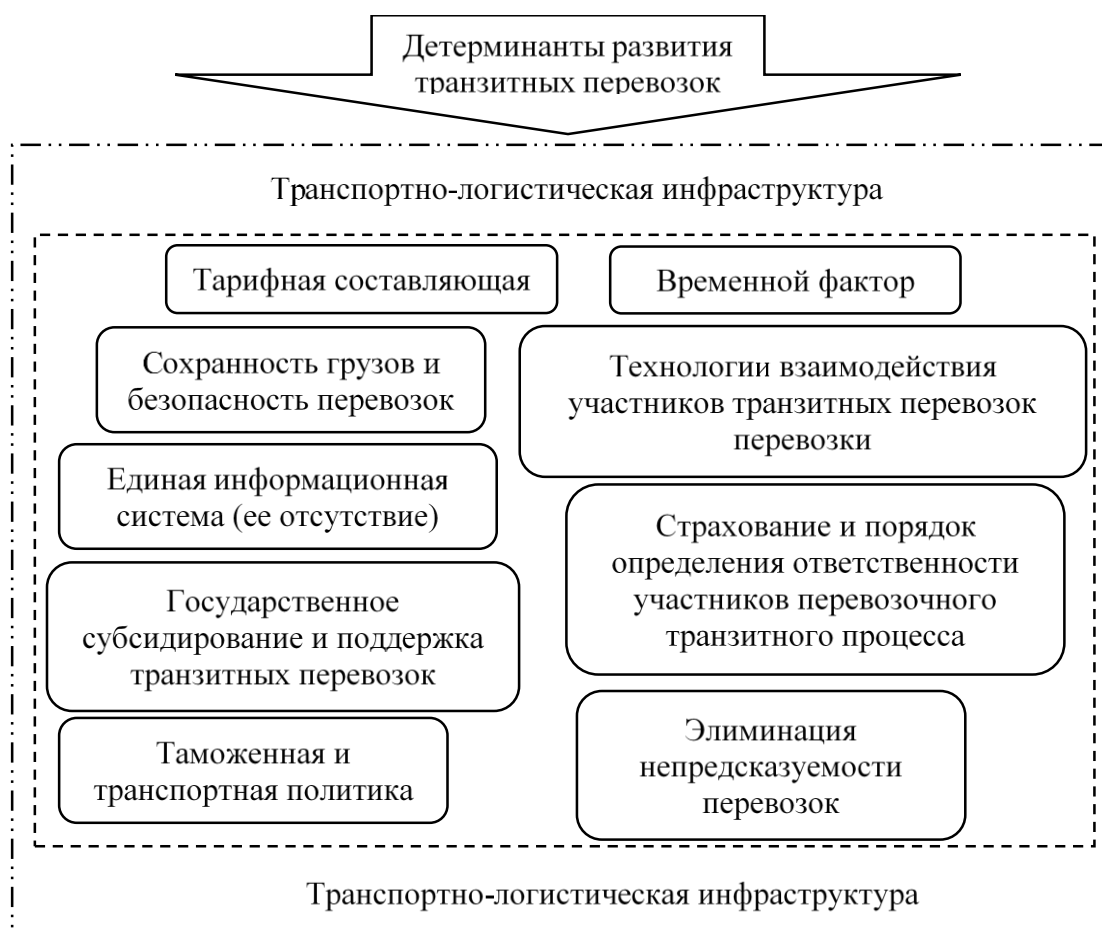 Детерминанты развития
транзитных перевозок
Транспортно-логистическая инфраструктура
Тарифная составляющая
Временной фактор
Сохранность грузов и
безопасность перевозок
Технологии взаимодействия
участников транзитных перевозок
перевозки
Единая информационная
система (ее отсутствие)
Страхование и порядок
определения ответственности
участников перевозочного
транзитного процесса
Государственное
субсидирование и поддержка
транзитных перевозок
Таможенная и
транспортная политика
Элиминация
непредсказуемости
перевозок
Транспортно-логистическая инфраструктура